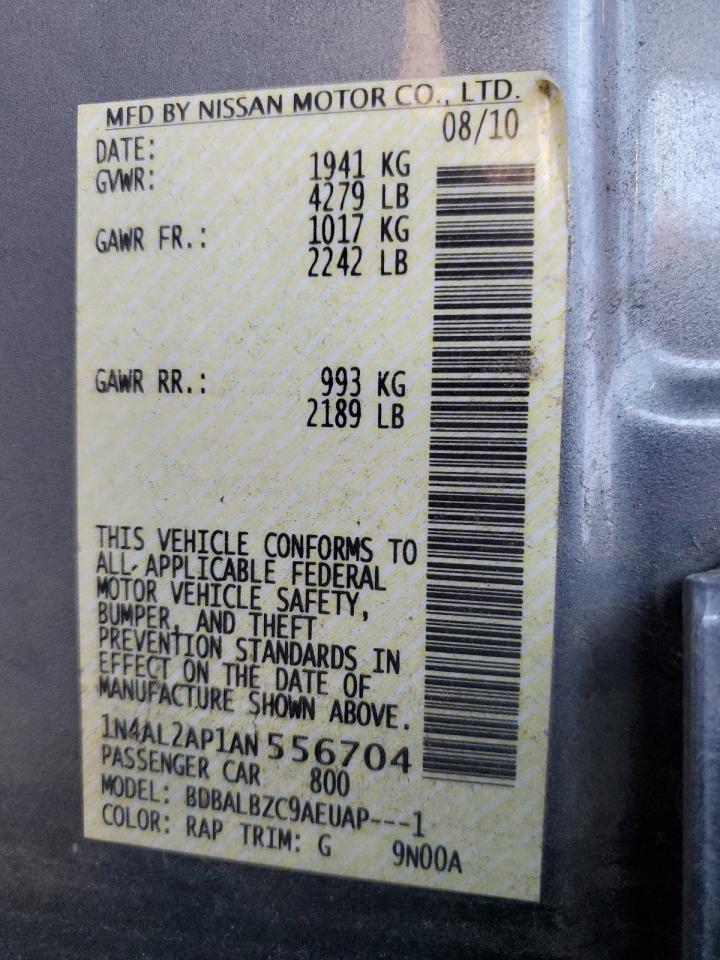 MFD BY NISSAN MOTOR CO., LTD.
DATE: 08/10
GVWR: 1941 KG
4279 LB
GAWR FR.: 1017 KG
2242 LB
GAWR RR.: 993 KG
2189 LB
THIS VEHICLE CONFORMS TO
ALL APPLICABLE FEDERAL
MOTOR VEHICLE SAFETY,
BUMPER, AND THEFT
PREVENTION STANDARDS IN
EFFECT ON THE DATE OF
MANUFACTURE SHOWN ABOVE.
1N4AL2AP1AN 556704
PASSENGER CAR 800
MODEL: BDBALBZC9AEUAP---1
COLOR: RAP TRIM: G 9N00A